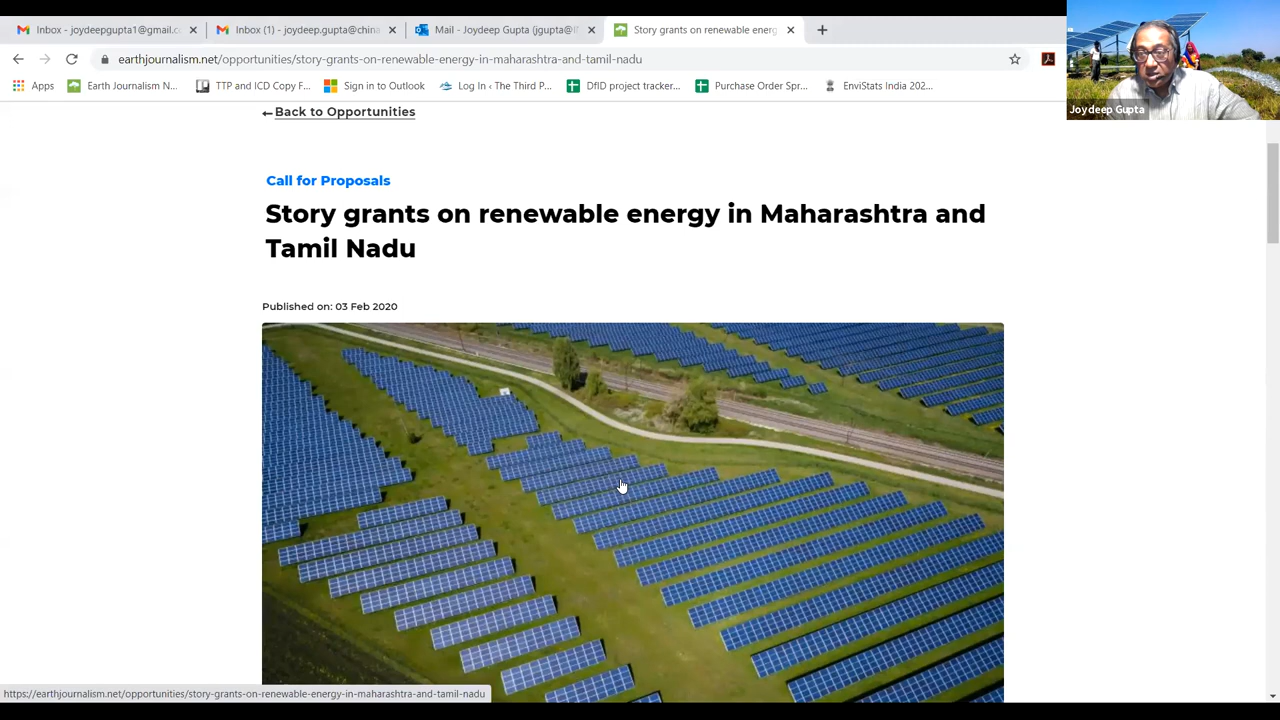 Inbox - joydeepgupta1@gmail.c
Inbox (1) - joydeep.gupta@china
Mail - Joydeep Gupta (jgupta@I
Story grants on renewable energ
earthjournalism.net/opportunities/story-grants-on-renewable-energy-in-maharashtra-and-tamil-nadu
Apps
Earth Journalism N...
TTP and ICD Copy F...
Sign in to Outlook
Log In ‹ The Third P...
DfID project tracker...
Purchase Order Spr...
EnviStats India 202...
Joydeep Gupta
Back to Opportunities
Call for Proposals
Story grants on renewable energy in Maharashtra and
Tamil Nadu
Published on: 03 Feb 2020
https://earthjournalism.net/opportunities/story-grants-on-renewable-energy-in-maharashtra-and-tamil-nadu